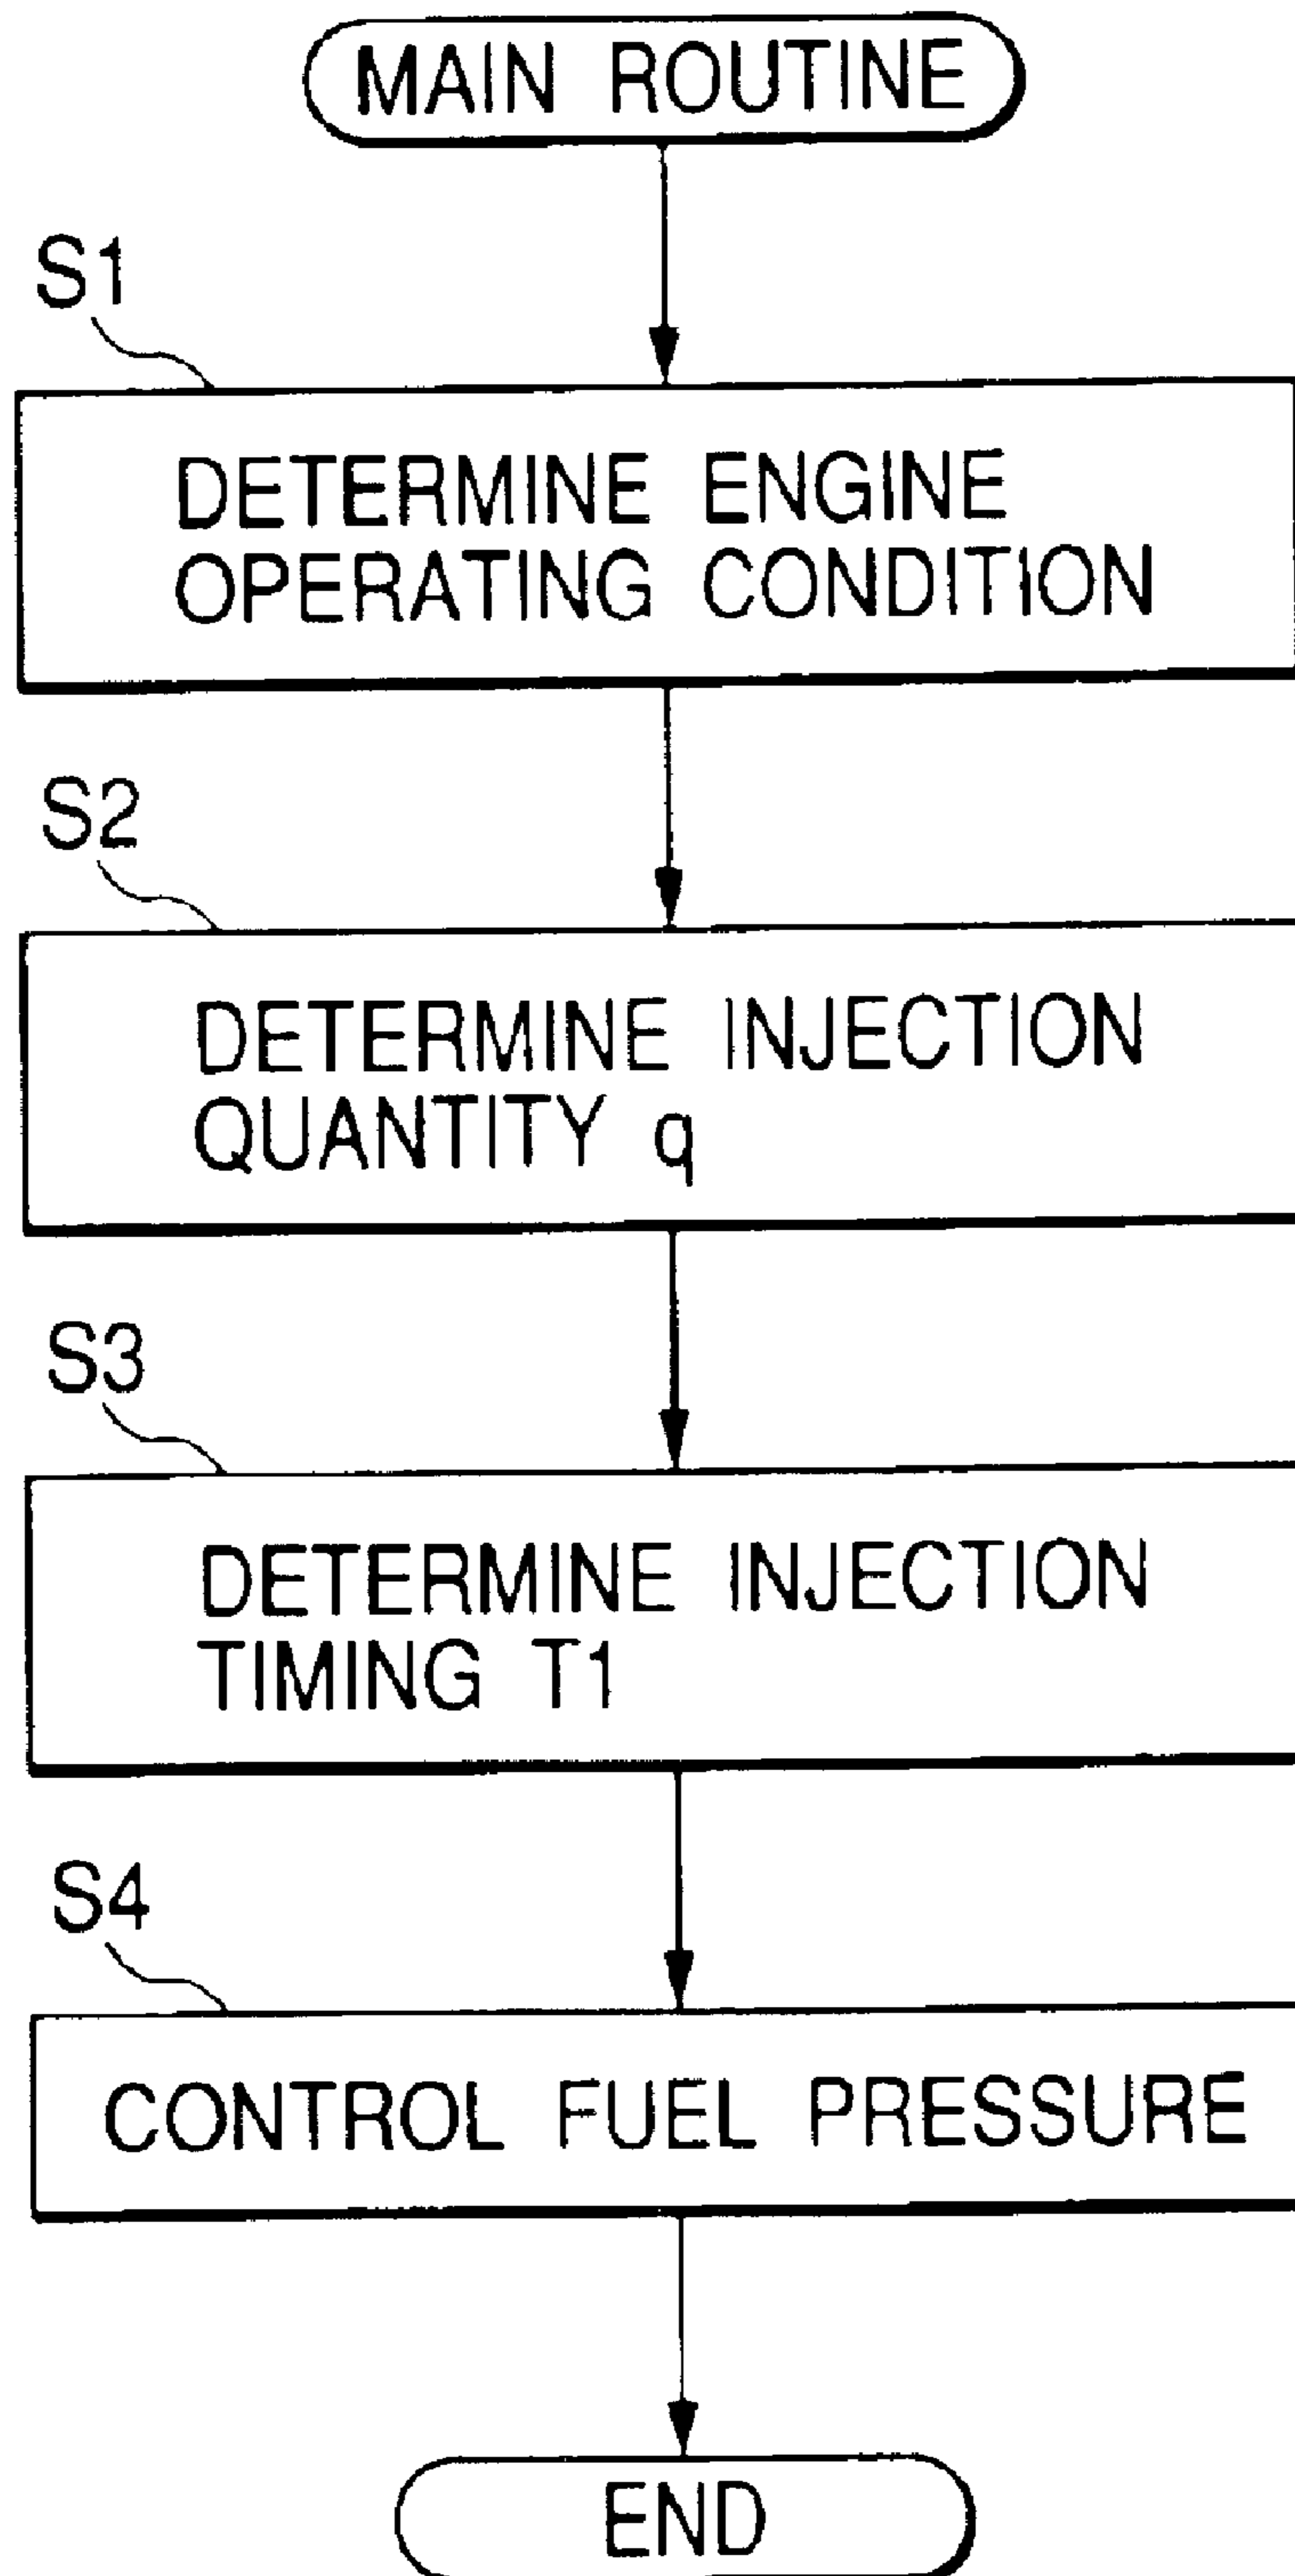 MAIN ROUTINE
S1
DETERMINE ENGINE
OPERATING CONDITION
S2
DETERMINE INJECTION
QUANTITY q
S3
DETERMINE INJECTION
TIMING T1
S4
CONTROL FUEL PRESSURE
END